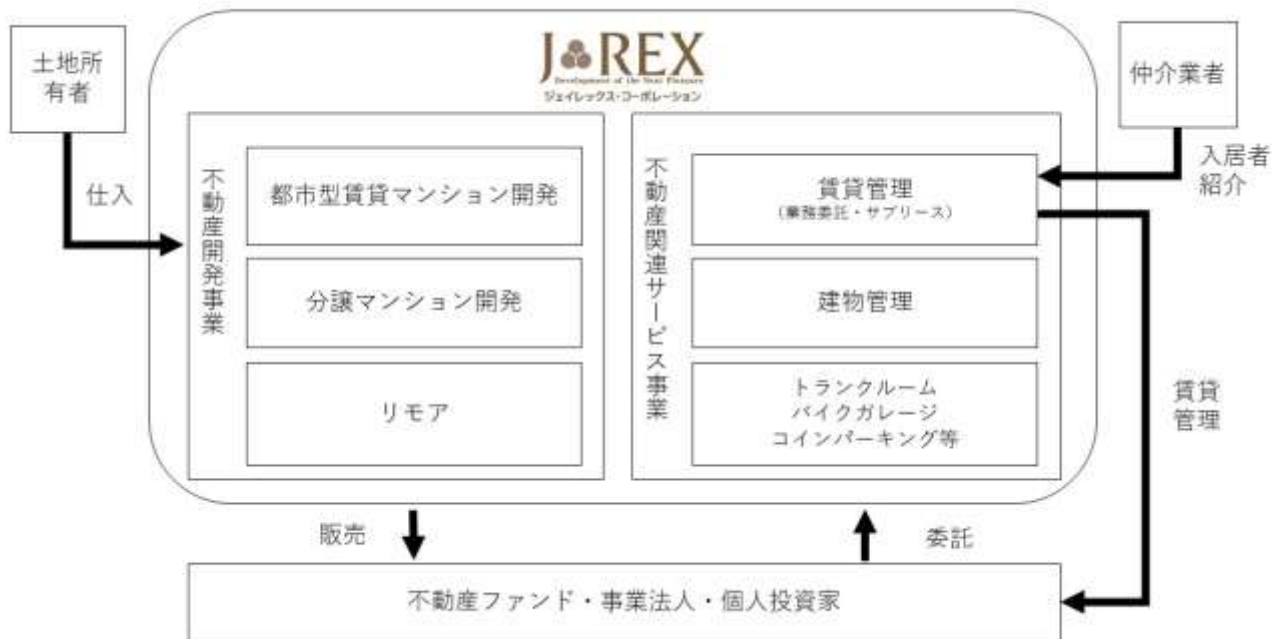 土地所
有者
J REX
Development of the Next Pleasure
ジェイレックス・コーポレーション
仲介業者
仕入
入居者
紹介
不動産開発事業
都市型賃貸マンション開発
分譲マンション開発
リモア
不動産関連サービス事業
賃貸管理
(業務委託・サブリース)
建物管理
トランクルーム
バイクガレージ
コインパーキング等
賃貸
管理
販売
委託
不動産ファンド・事業法人・個人投資家